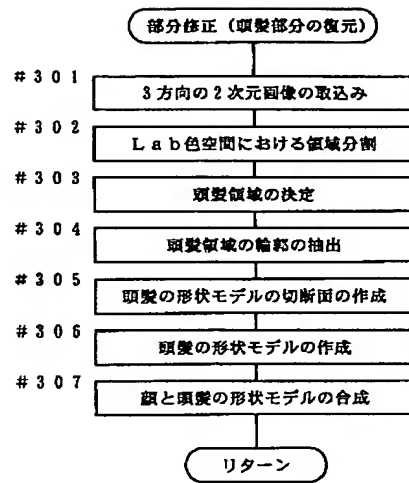 部分修正（頭髪部分の復元）
#301
3方向の2次元画像の取込み
#302
Lab色空間における領域分割
#303
頭髪領域の決定
#304
頭髪領域の輪郭の抽出
#305
頭髪の形状モデルの切断面の作成
#306
頭髪の形状モデルの作成
#307
顔と頭髪の形状モデルの合成
リターン